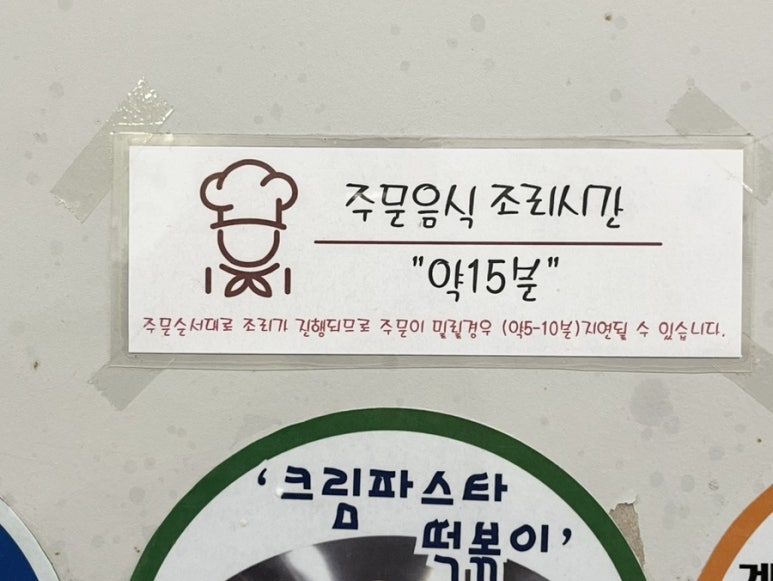 주문음식 조리시간
"약15분"
주문순서대로 조리가 진행되므로 주문이 밀릴경우 (약5-10분)지연될 수 있습니다.
'크림파스타
떡볶이'